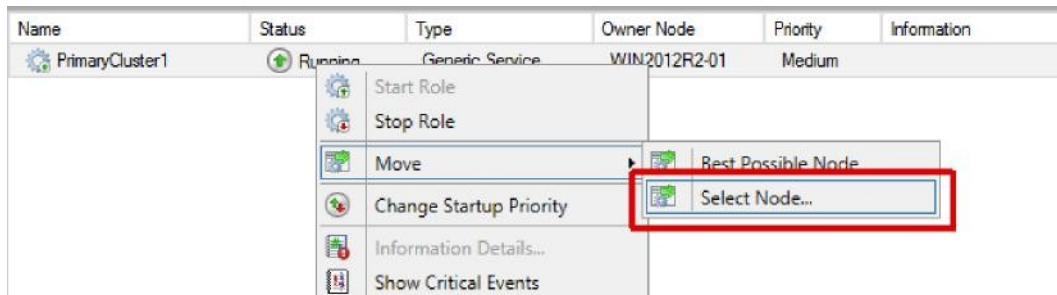 Name Status Type Owner Node Priority Information
PrimaryCluster1 Running Generic Service WIN2012R2-01 Medium
Start Role
Stop Role
Move Best Possible Node
Select Node...
Change Startup Priority
Information Details...
Show Critical Events